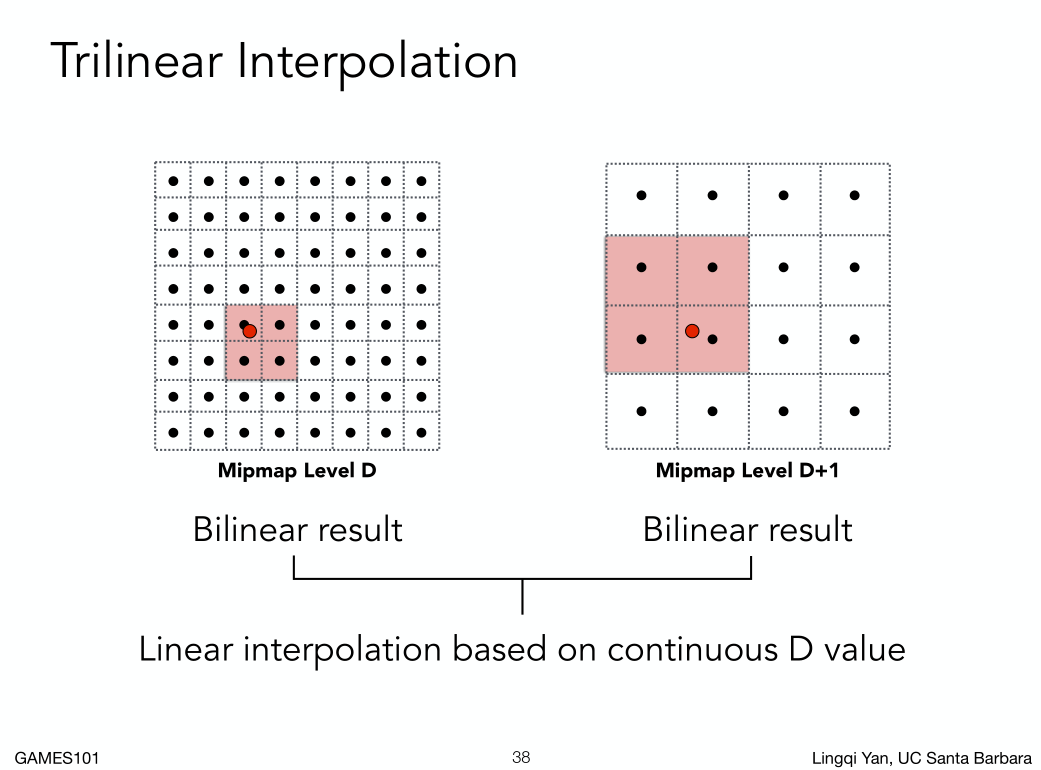 Trilinear Interpolation
Mipmap Level D
Mipmap Level D+1
Bilinear result
Bilinear result
Linear interpolation based on continuous D value
GAMES101
38
Lingqi Yan, UC Santa Barbara